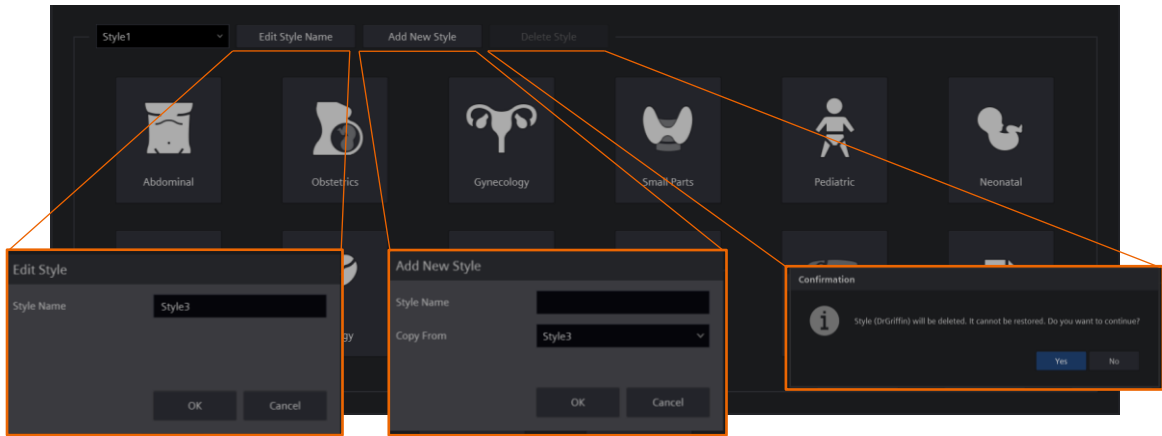 Style1
Edit Style Name
Add New Style
Delete Style
Abdominal
Obstetrics
Gynecology
Small Parts
Pediatric
Neonatal
Edit Style
Style Name
Style3
OK
Cancel
Add New Style
Style Name
Copy From
Style3
OK
Cancel
Confirmation
Style (DrGriffin) will be deleted. It cannot be restored. Do you want to continue?
Yes
No